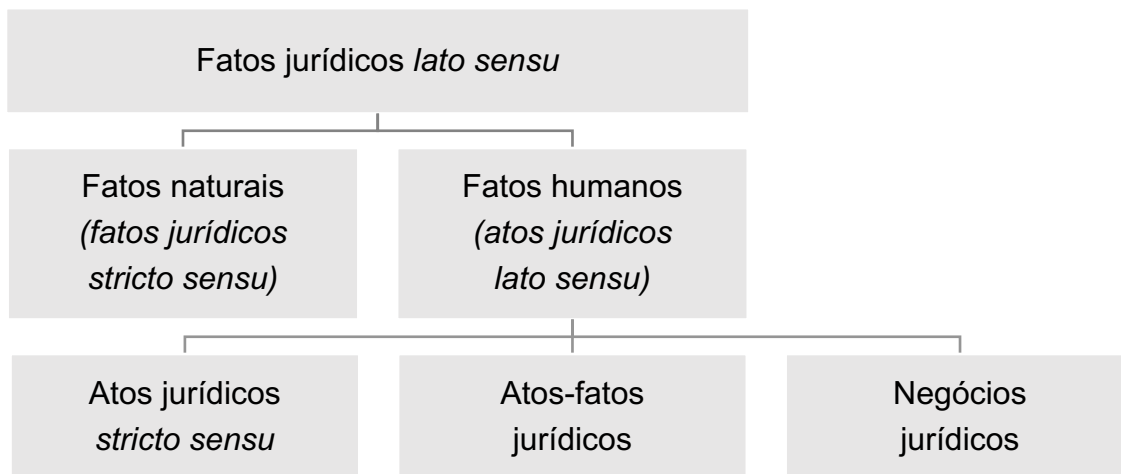 Fatos jurídicos lato sensu
Fatos naturais
(fatos jurídicos
stricto sensu)
Fatos humanos
(atos jurídicos
lato sensu)
Atos jurídicos
stricto sensu
Atos-fatos
jurídicos
Negócios
jurídicos